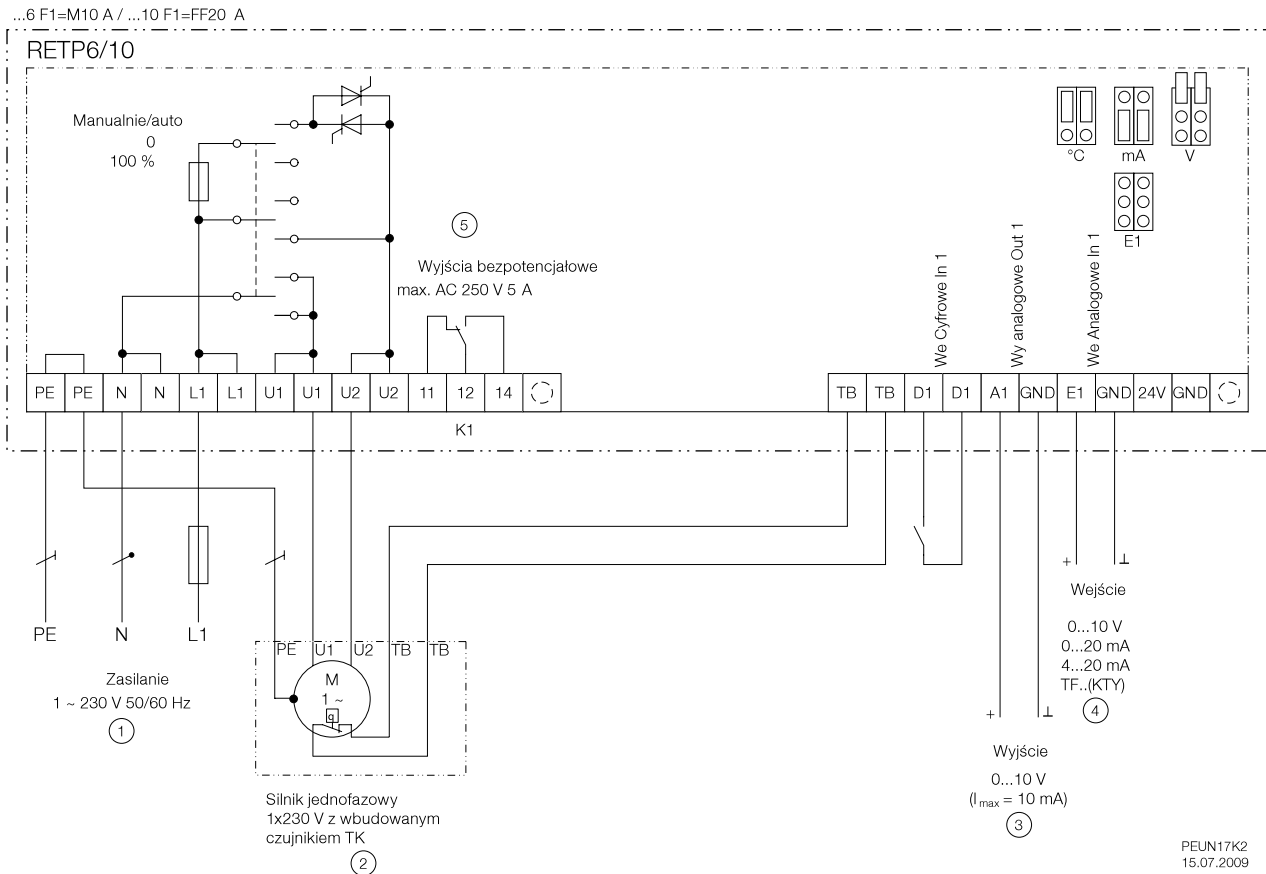 ...6 F1=M10 A / ...10 F1=FF20 A
RETP6/10
Manualnie/auto
0
100 %
°C
mA
V
E1
5
Wyjścia bezpotencjałowe
max. AC 250 V 5 A
We Cyfrowe In 1
Wy analogowe Out 1
We Analogowe In 1
PE PE N N L1 L1 U1 U1 U2 U2 11 12 14
TB TB D1 D1 A1 GND E1 GND 24V GND
K1
PE N L1
Zasilanie
1 ~ 230 V 50/60 Hz
1
PE U1 U2 TB TB
M
1 ~
q
Silnik jednofazowy
1x230 V z wbudowanym
czujnikiem TK
2
+ ⊥
Wejście
0...10 V
0...20 mA
4...20 mA
TF..(KTY)
4
+ ⊥
Wyjście
0...10 V
(I max = 10 mA)
3
PEUN17K2
15.07.2009